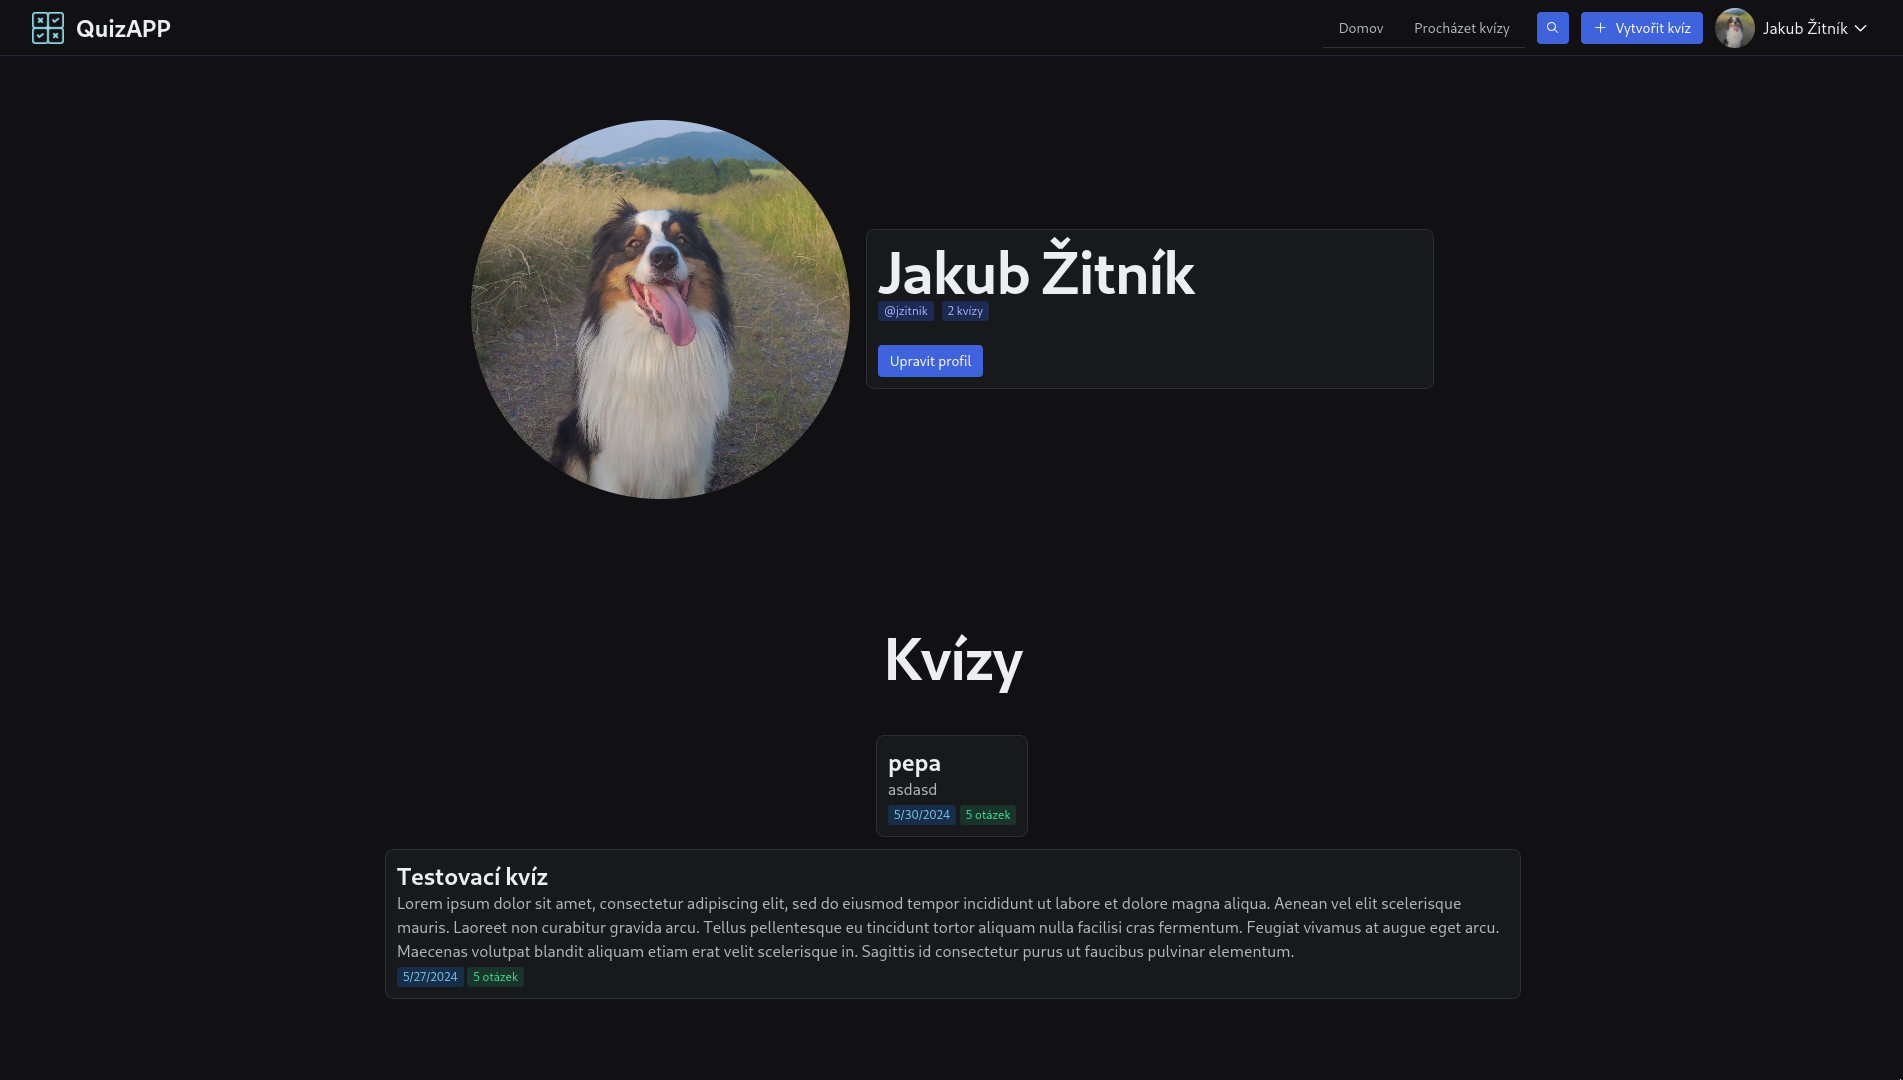 QuizAPP
Domov
Procházet kvízy
Vytvořit kvíz
Jakub Žitník
Jakub Žitník
@jzitnik
2 kvízy
Upravit profil
Kvízy
pepa
asdasd
5/30/2024 5 otázek
Testovací kvíz
Lorem ipsum dolor sit amet, consectetur adipiscing elit, sed do eiusmod tempor incididunt ut labore et dolore magna aliqua. Aenean vel elit scelerisque
mauris. Laoreet non curabitur gravida arcu. Tellus pellentesque eu tincidunt tortor aliquam nulla facilisi cras fermentum. Feugiat vivamus at augue eget arcu.
Maecenas volutpat blandit aliquam etiam erat velit scelerisque in. Sagittis id consectetur purus ut faucibus pulvinar elementum.
5/27/2024 5 otázek